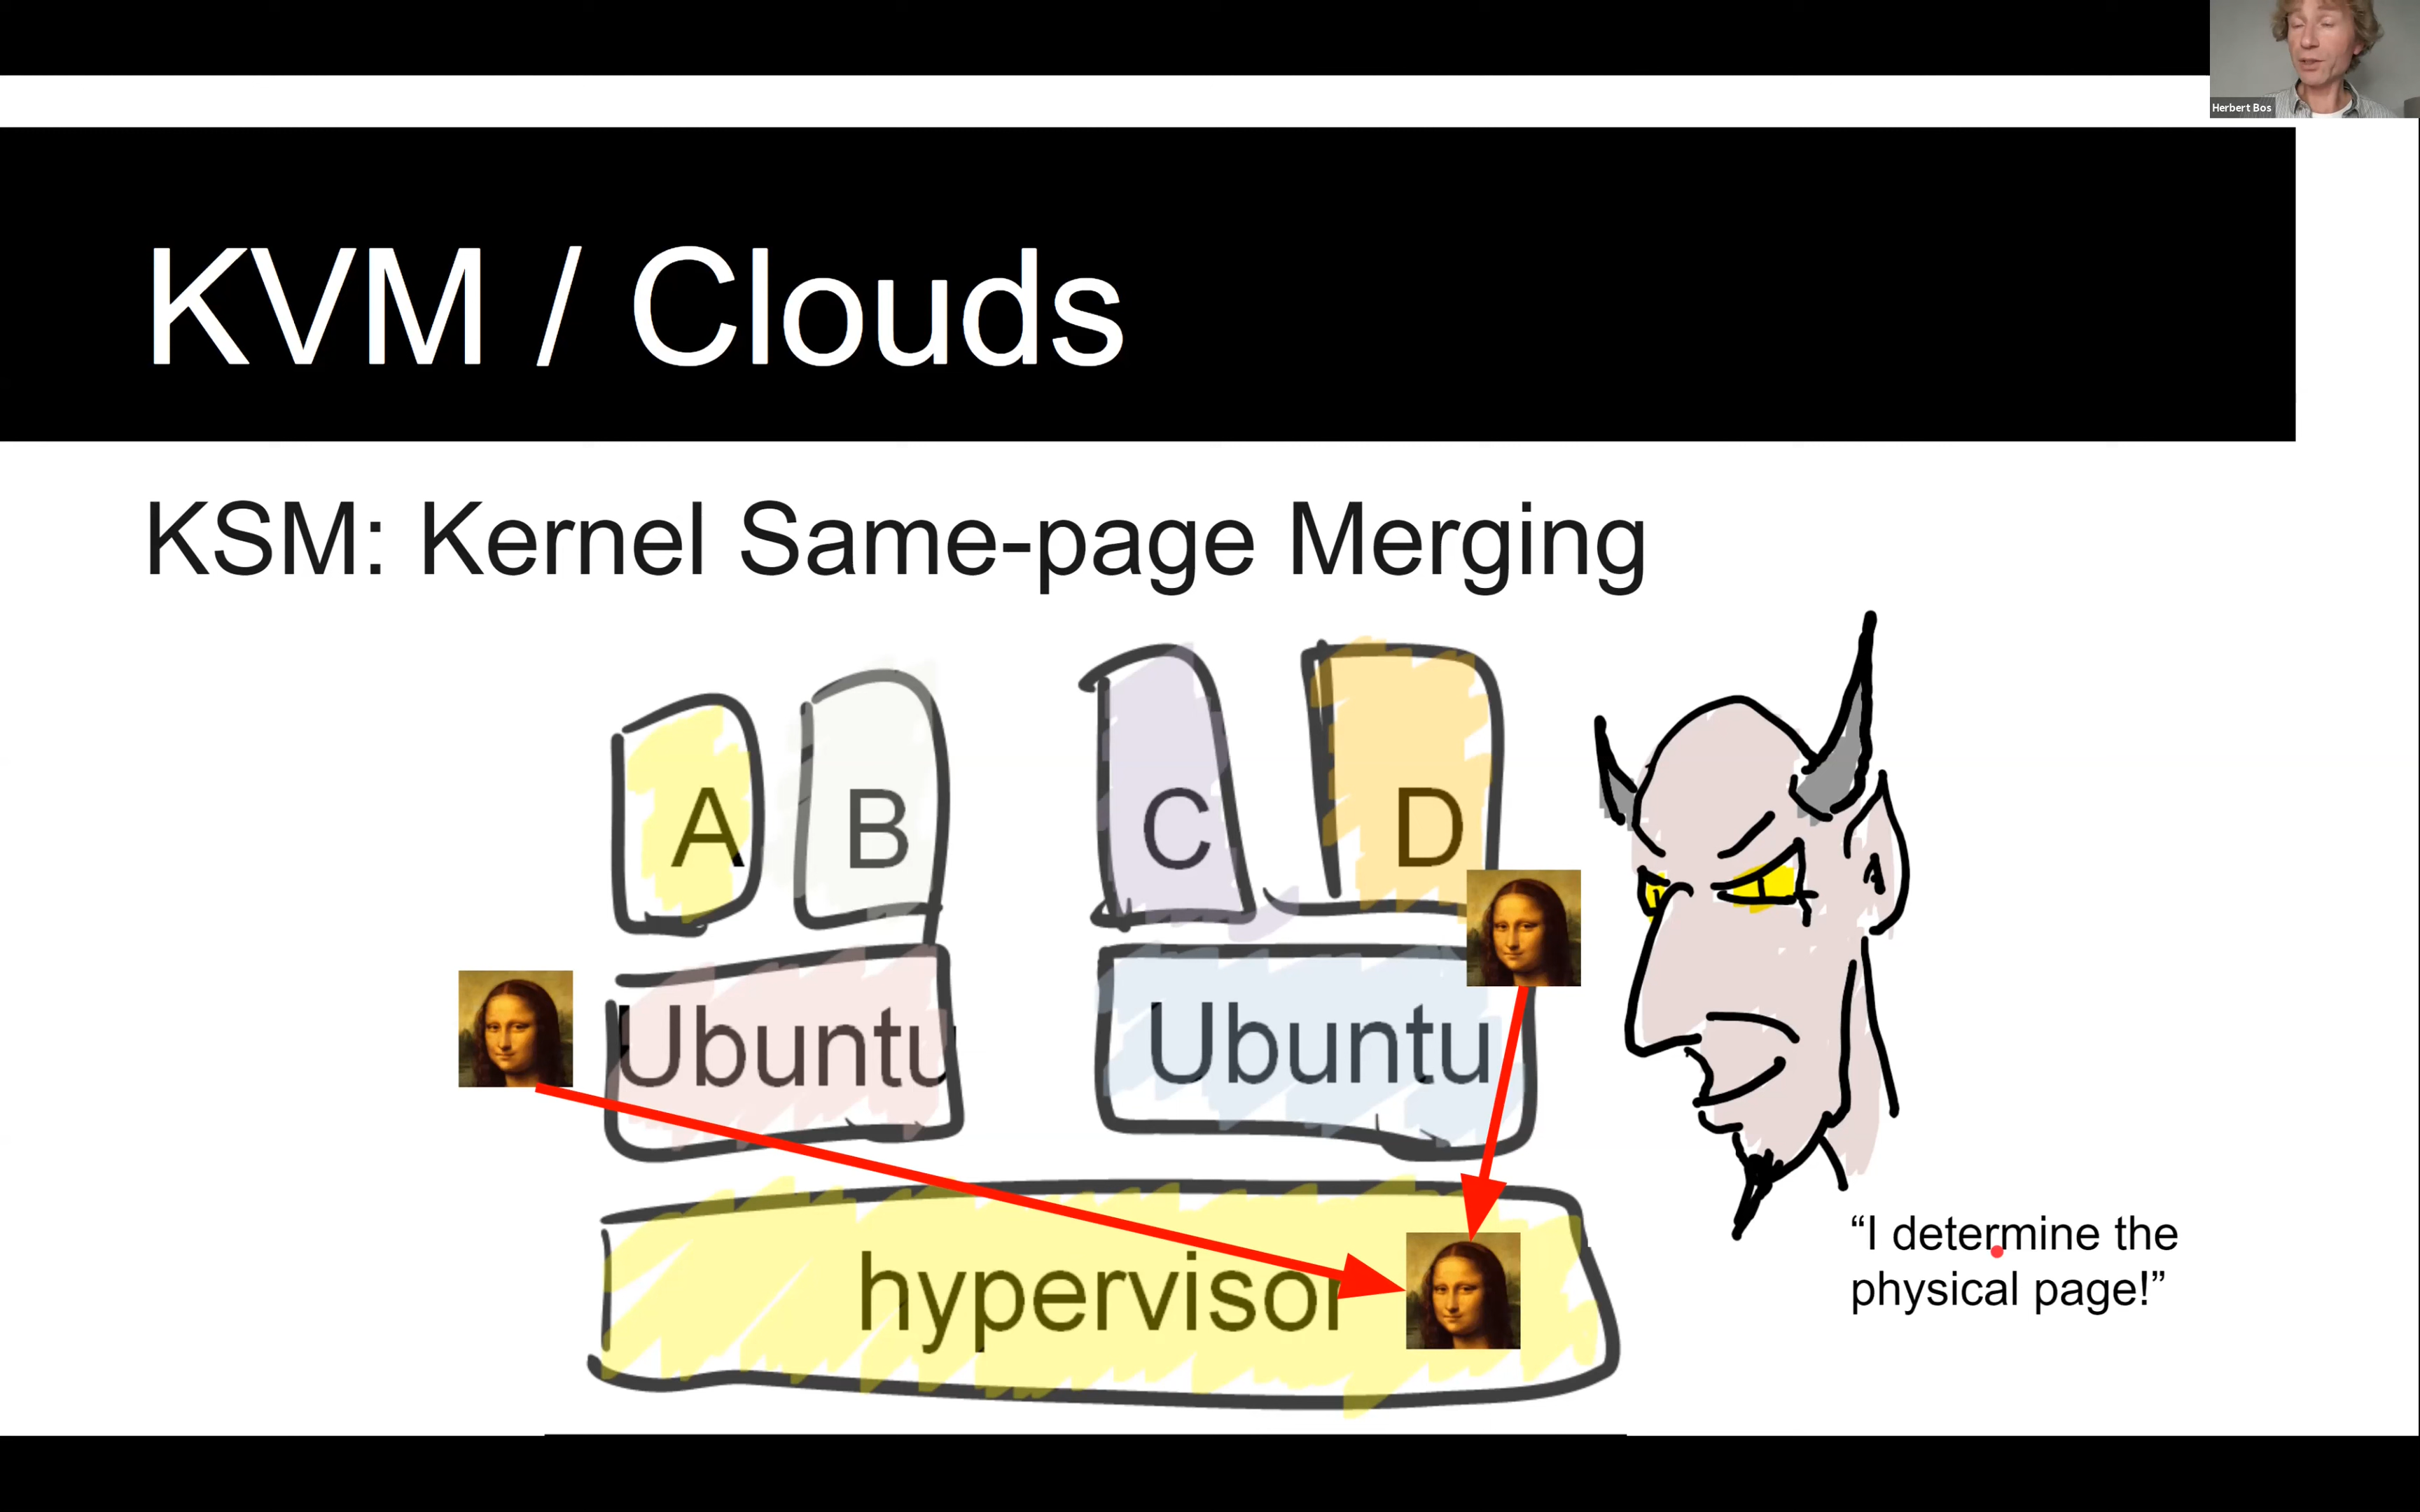 Herbert Bos
KVM / Clouds
KSM: Kernel Same-page Merging
A B C D
Ubuntu Ubuntu
hypervisor
“I determine the
physical page!”